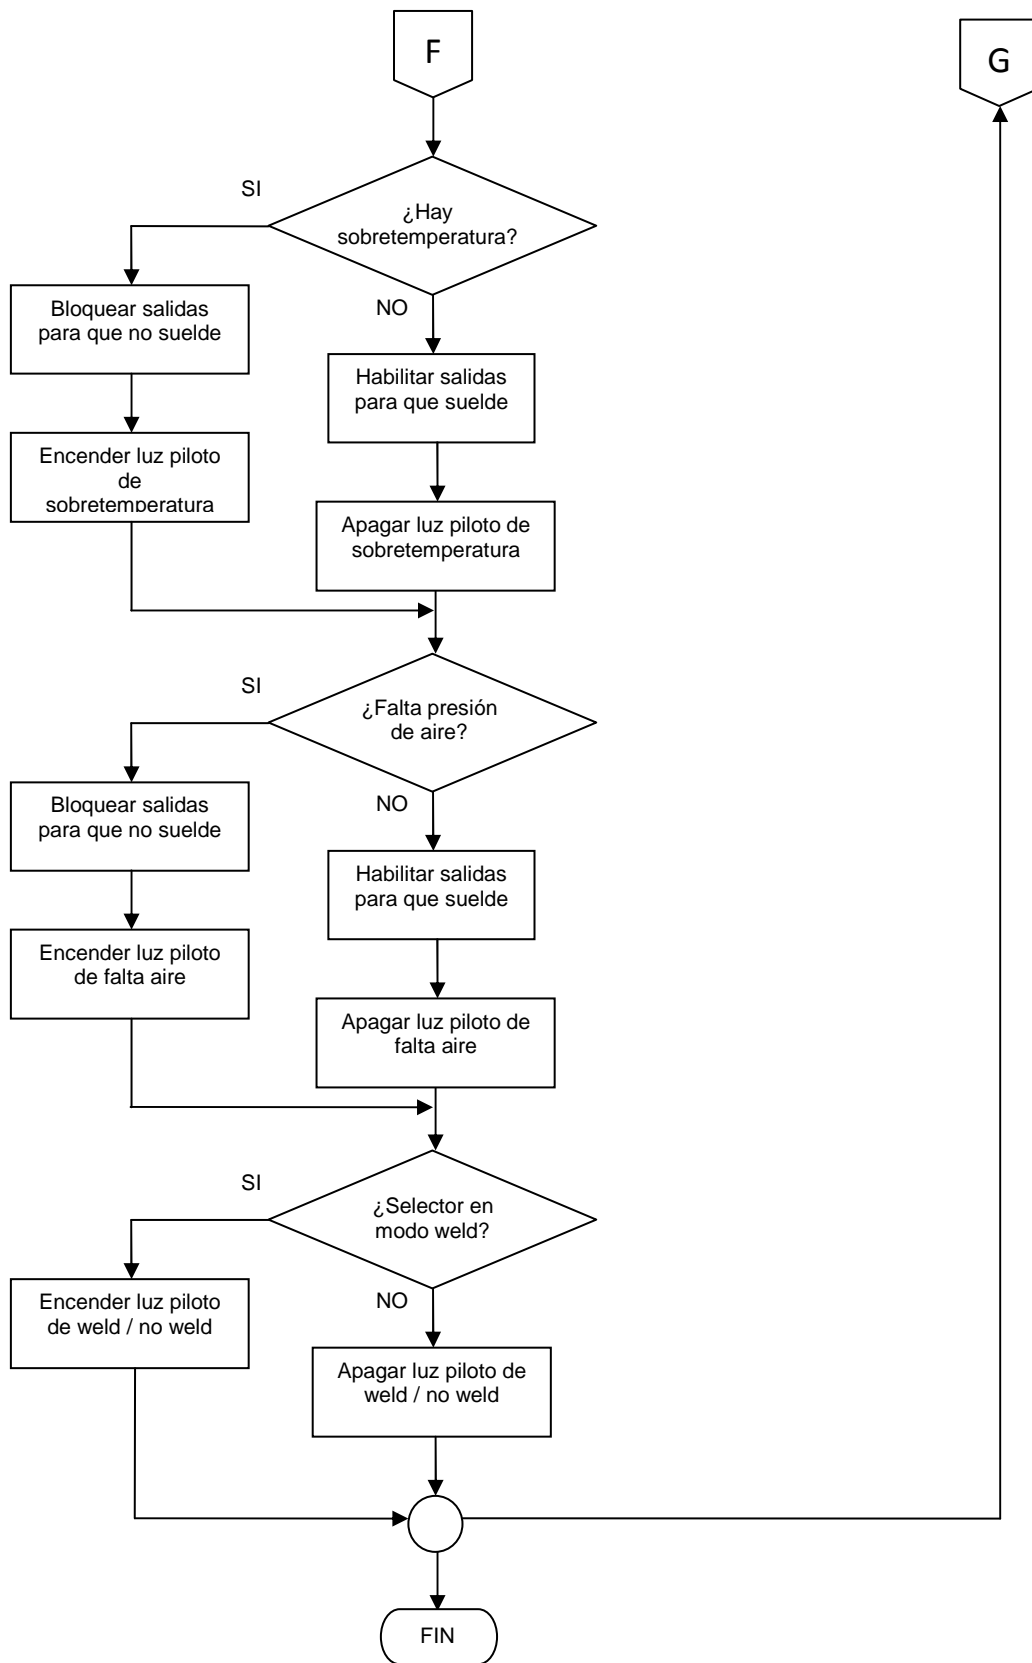 F
G
SI
¿Hay
sobretemperatura?
Bloquear salidas
para que no suelde
NO
Habilitar salidas
para que suelde
Encender luz piloto
de
sobretemperatura
Apagar luz piloto de
sobretemperatura
SI
¿Falta presión
de aire?
Bloquear salidas
para que no suelde
NO
Habilitar salidas
para que suelde
Encender luz piloto
de falta aire
Apagar luz piloto de
falta aire
SI
¿Selector en
modo weld?
Encender luz piloto
de weld / no weld
NO
Apagar luz piloto de
weld / no weld
FIN